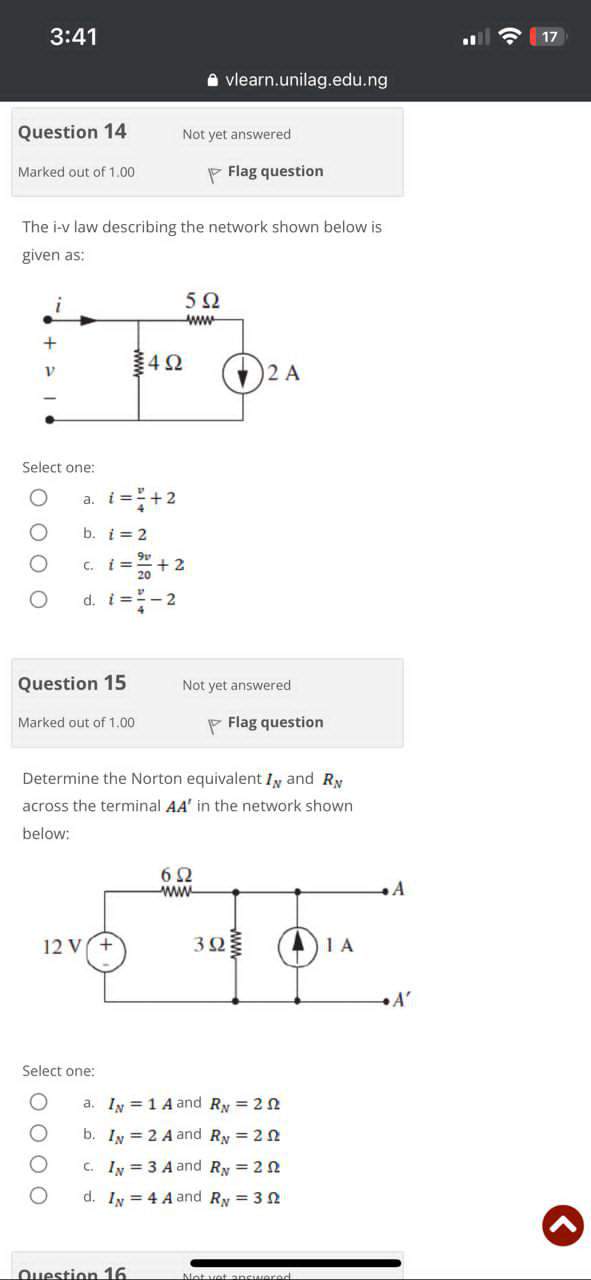 3:41
17
vlearn.unilag.edu.ng
Question 14
Not yet answered
Marked out of 1.00
Flag question
The i-v law describing the network shown below is
given as:
i
5 Ω
+
v
−
4 Ω
2 A
Select one:
a. i = v/4 + 2
b. i = 2
c. i = 9v/20 + 2
d. i = v/4 − 2
Question 15
Not yet answered
Marked out of 1.00
Flag question
Determine the Norton equivalent I_N and R_N
across the terminal AA' in the network shown
below:
6 Ω
A
12 V
+
-
3 Ω
1 A
A'
Select one:
a. I_N = 1 A and R_N = 2 Ω
b. I_N = 2 A and R_N = 2 Ω
c. I_N = 3 A and R_N = 2 Ω
d. I_N = 4 A and R_N = 3 Ω
Question 16
Not yet answered